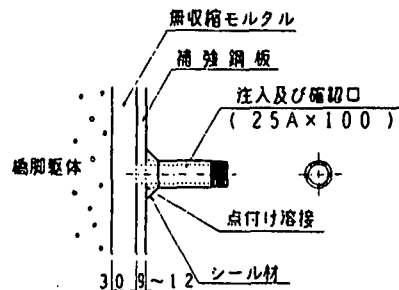 無収縮モルタル
補強鋼板
注入及び確認口
(25A×100)
橋脚躯体
点付け溶接
シール材
30 9~12